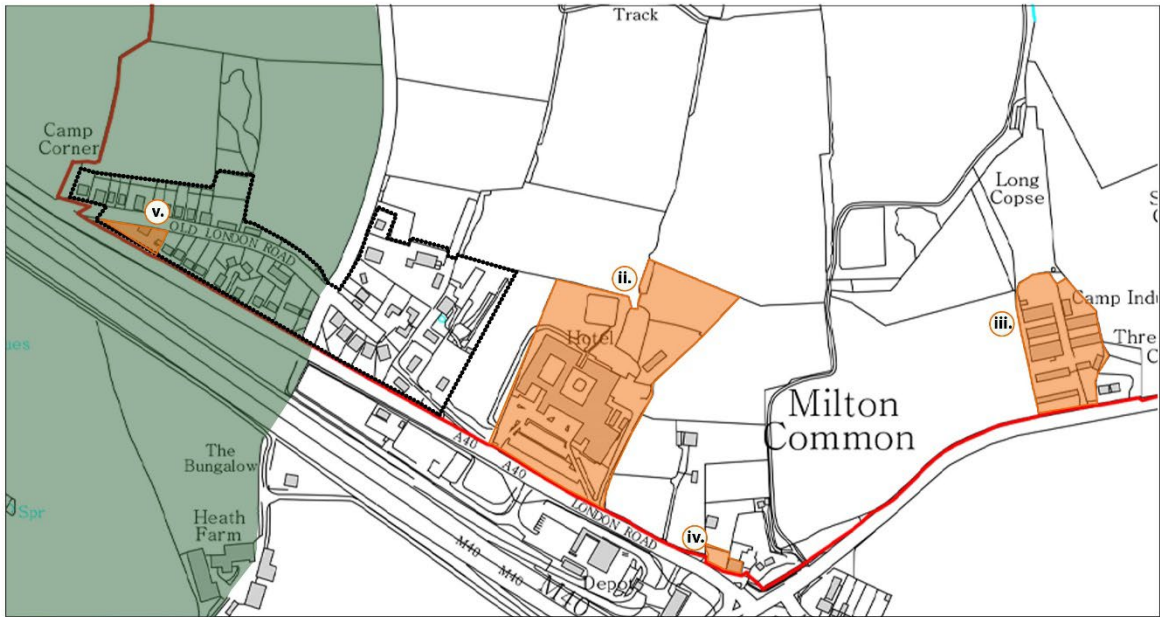 Track
Camp
Corner
v.
OLD LONDON ROAD
Long
Copse
S
ii.
iii.
Camp Indu
Hotel
Thre
C
ues
Milton
Common
The
Bungalow
A40
A40
LONDON ROAD
Spr
Heath
Farm
iv.
M40
M40
Depot
M40